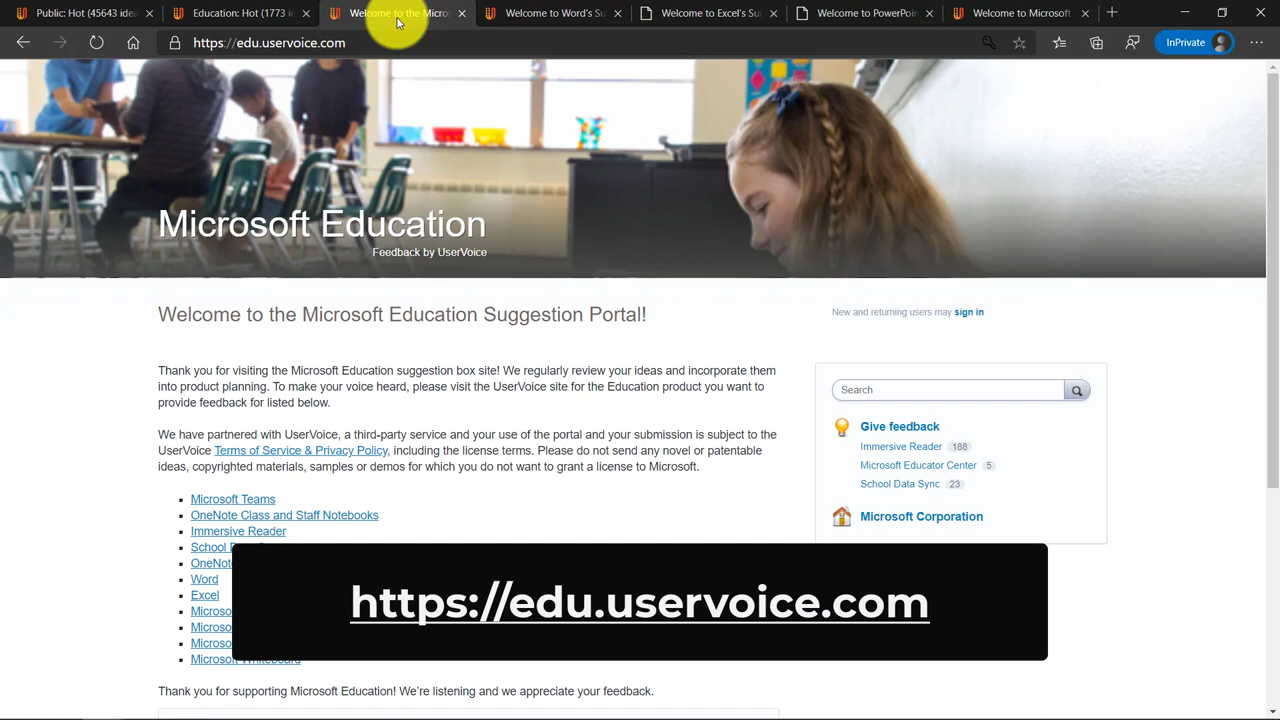 Public: Hot (45643 ide
Education: Hot (1773 i
Welcome to the Micros
Welcome to Word's Su
Welcome to Excel's Su
Welcome to PowerPoin
Welcome to Microsoft
https://edu.uservoice.com
InPrivate
Microsoft Education
Feedback by UserVoice
Welcome to the Microsoft Education Suggestion Portal!
New and returning users may sign in
Thank you for visiting the Microsoft Education suggestion box site! We regularly review your ideas and incorporate them
into product planning. To make your voice heard, please visit the UserVoice site for the Education product you want to
provide feedback for listed below.
We have partnered with UserVoice, a third-party service and your use of the portal and your submission is subject to the
UserVoice Terms of Service & Privacy Policy, including the license terms. Please do not send any novel or patentable
ideas, copyrighted materials, samples or demos for which you do not want to grant a license to Microsoft.
Microsoft Teams
OneNote Class and Staff Notebooks
Immersive Reader
School
OneNote
Word
Excel
Microso
Microso
Microso
Microsoft Whiteboard
Search
Give feedback
Immersive Reader 188
Microsoft Educator Center 5
School Data Sync 23
Microsoft Corporation
https://edu.uservoice.com
Thank you for supporting Microsoft Education! We're listening and we appreciate your feedback.